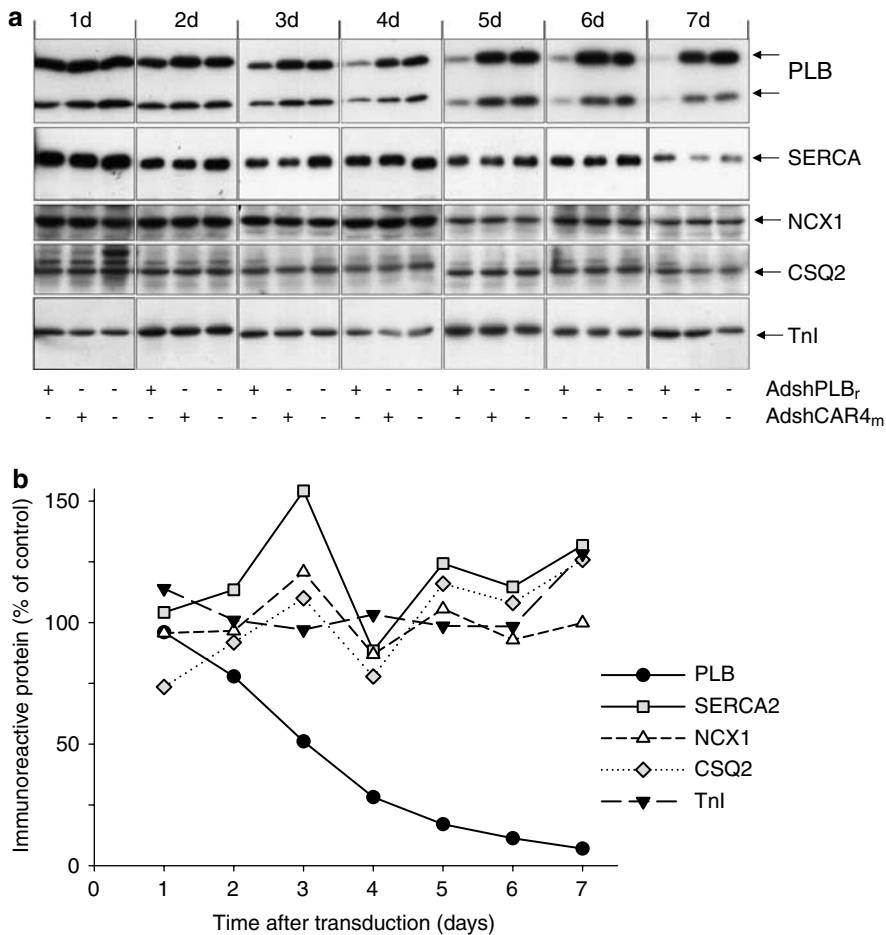 a
1d 2d 3d 4d 5d 6d 7d
PLB
SERCA
NCX1
CSQ2
TnI
+ - - + - - + - - + - - + - - + - - + - - AdshPLBr
- + - - + - - + - - + - - + - - + - - + - AdshCAR4m
b
Immunoreactive protein (% of control)
150
100
50
0
0 1 2 3 4 5 6 7
Time after transduction (days)
PLB
SERCA2
NCX1
CSQ2
TnI